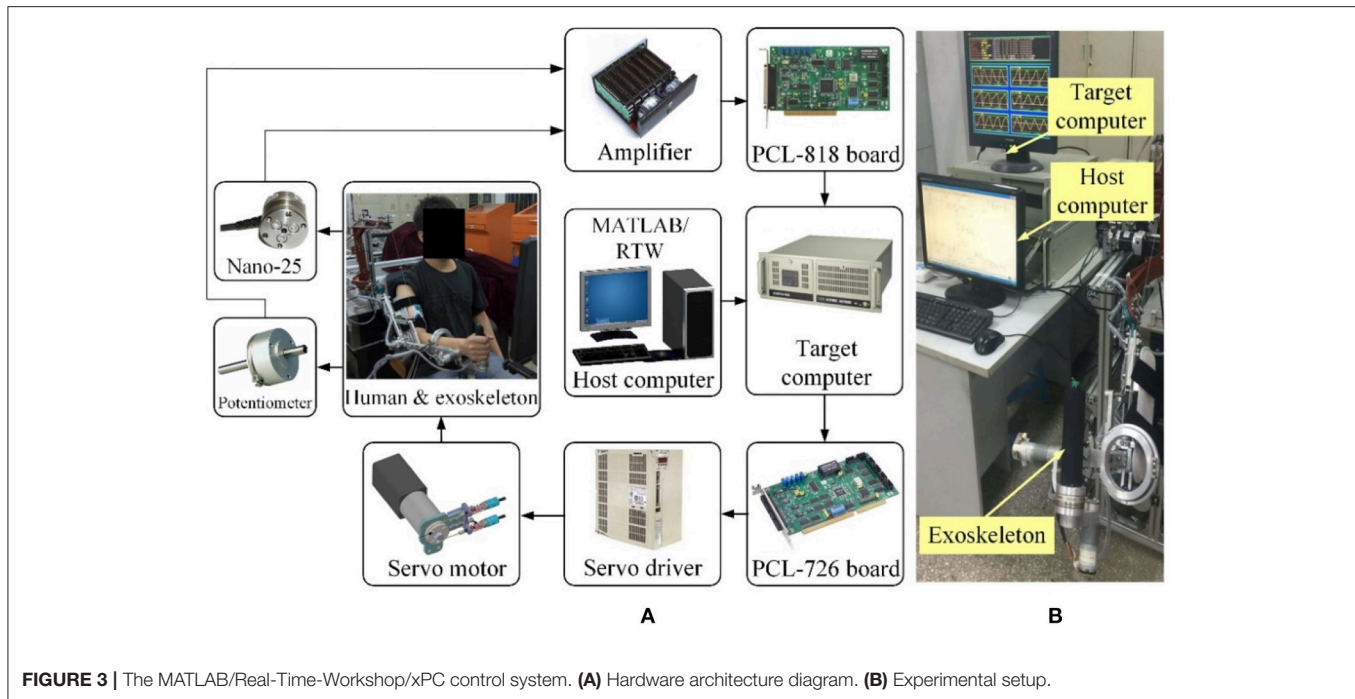 Amplifier
PCL-818 board
Nano-25
Potentiometer
Human & exoskeleton
MATLAB/
RTW
Host computer
Target
computer
Servo motor
Servo driver
PCL-726 board
A
Target
computer
Host
computer
Exoskeleton
B
FIGURE 3 | The MATLAB/Real-Time-Workshop/xPC control system. (A) Hardware architecture diagram. (B) Experimental setup.